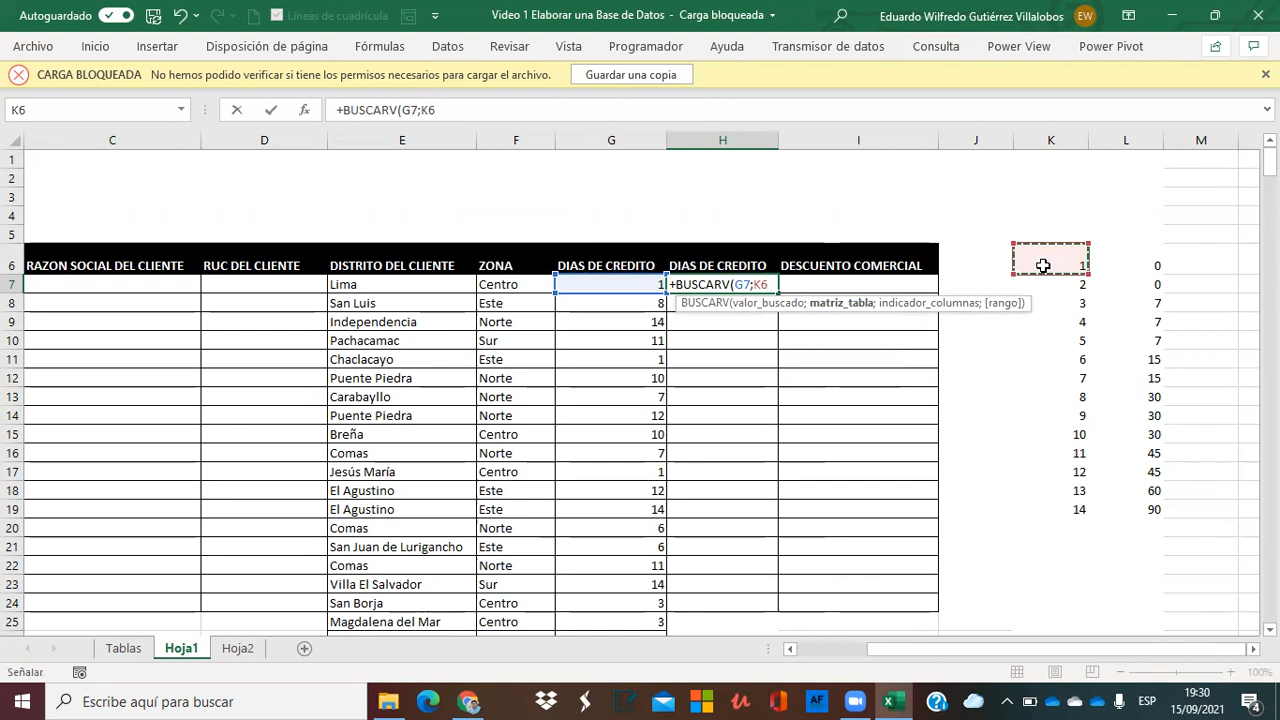 Autoguardado Líneas de cuadrícula Video 1 Elaborar una Base de Datos - Carga bloqueada Eduardo Wilfredo Gutiérrez Villalobos EW
Archivo Inicio Insertar Disposición de página Fórmulas Datos Revisar Vista Programador Ayuda Transmisor de datos Consulta Power View Power Pivot
CARGA BLOQUEADA No hemos podido verificar si tiene los permisos necesarios para cargar el archivo. Guardar una copia
K6 fx +BUSCARV(G7;K6
C D E F G H I J K L M
1
2
3
4
5
6 RAZON SOCIAL DEL CLIENTE RUC DEL CLIENTE DISTRITO DEL CLIENTE ZONA DIAS DE CREDITO DIAS DE CREDITO DESCUENTO COMERCIAL 1 0
7 Lima Centro 1 +BUSCARV(G7;K6 2 0
8 San Luis Este 8 BUSCARV(valor_buscado; matriz_tabla; indicador_columnas; [rango]) 3 7
9 Independencia Norte 14 4 7
10 Pachacamac Sur 11 5 7
11 Chaclacayo Este 1 6 15
12 Puente Piedra Norte 10 7 15
13 Carabayllo Norte 7 8 30
14 Puente Piedra Norte 12 9 30
15 Breña Centro 10 10 30
16 Comas Norte 7 11 45
17 Jesús María Centro 1 12 45
18 El Agustino Este 12 13 60
19 El Agustino Este 14 14 90
20 Comas Norte 6
21 San Juan de Lurigancho Este 6
22 Comas Norte 11
23 Villa El Salvador Sur 14
24 San Borja Centro 3
25 Magdalena del Mar Centro 3
Tablas Hoja1 Hoja2
Señalar 100%
Escribe aquí para buscar AF ESP 19:30
15/09/2021